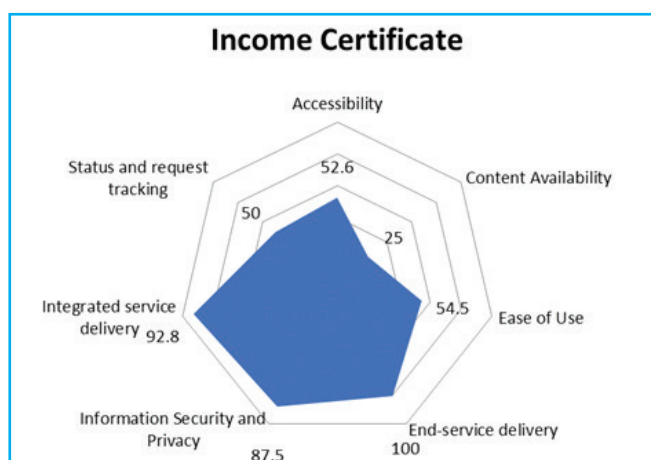 Income Certificate
Accessibility
52.6
Status and request
tracking
50
Content Availability
25
Integrated service
delivery
92.8
54.5
Ease of Use
Information Security and
Privacy
87.5
End-service delivery
100